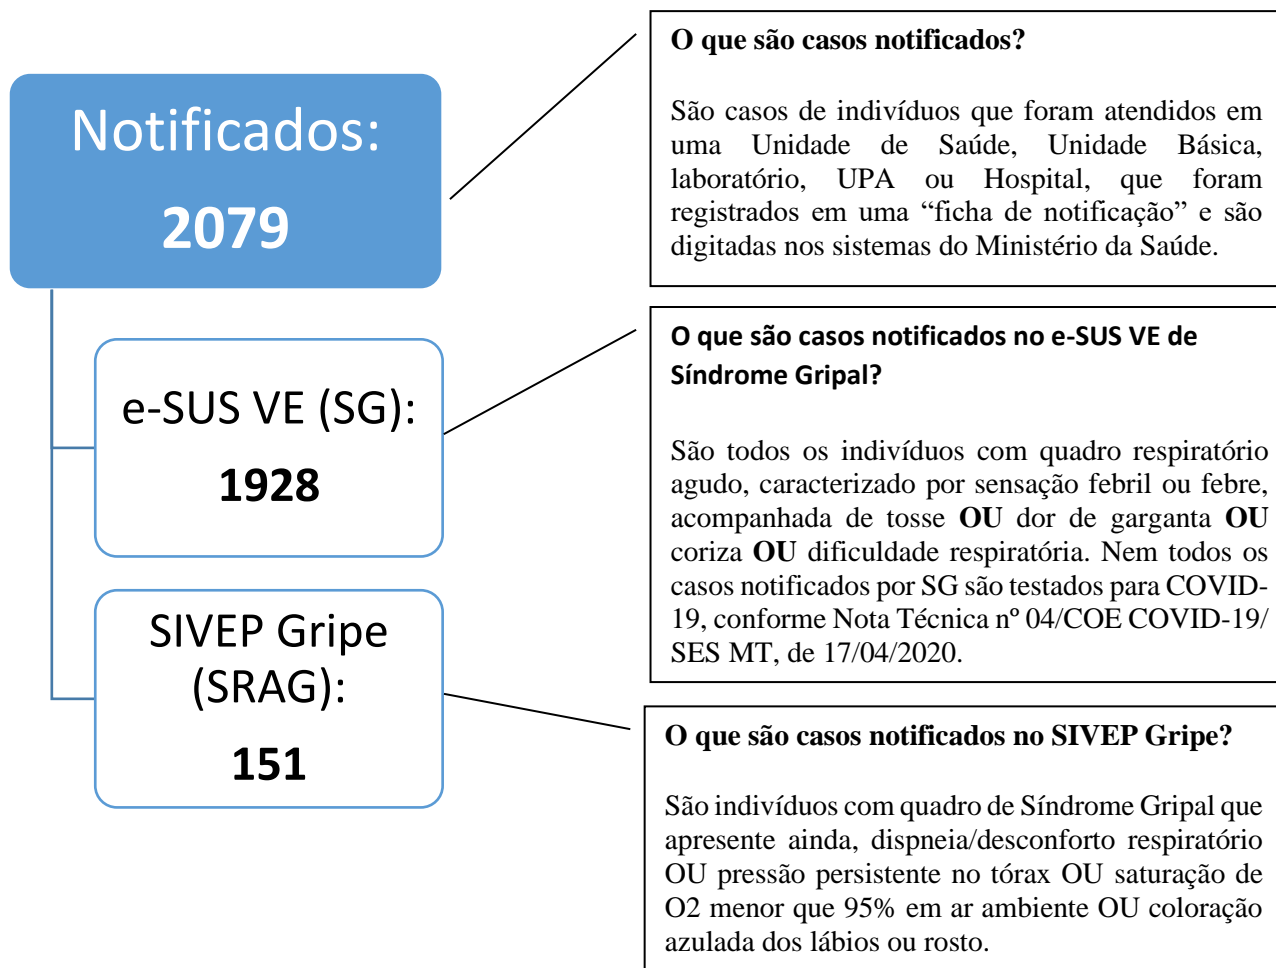 Notificados:
2079
O que são casos notificados?
São casos de indivíduos que foram atendidos em
uma Unidade de Saúde, Unidade Básica,
laboratório, UPA ou Hospital, que foram
registrados em uma “ficha de notificação” e são
digitadas nos sistemas do Ministério da Saúde.
e-SUS VE (SG):
1928
O que são casos notificados no e-SUS VE de
Síndrome Gripal?
São todos os indivíduos com quadro respiratório
agudo, caracterizado por sensação febril ou febre,
acompanhada de tosse OU dor de garganta OU
coriza OU dificuldade respiratória. Nem todos os
casos notificados por SG são testados para COVID-
19, conforme Nota Técnica nº 04/COE COVID-19/
SES MT, de 17/04/2020.
SIVEP Gripe
(SRAG):
151
O que são casos notificados no SIVEP Gripe?
São indivíduos com quadro de Síndrome Gripal que
apresente ainda, dispneia/desconforto respiratório
OU pressão persistente no tórax OU saturação de
O2 menor que 95% em ar ambiente OU coloração
azulada dos lábios ou rosto.